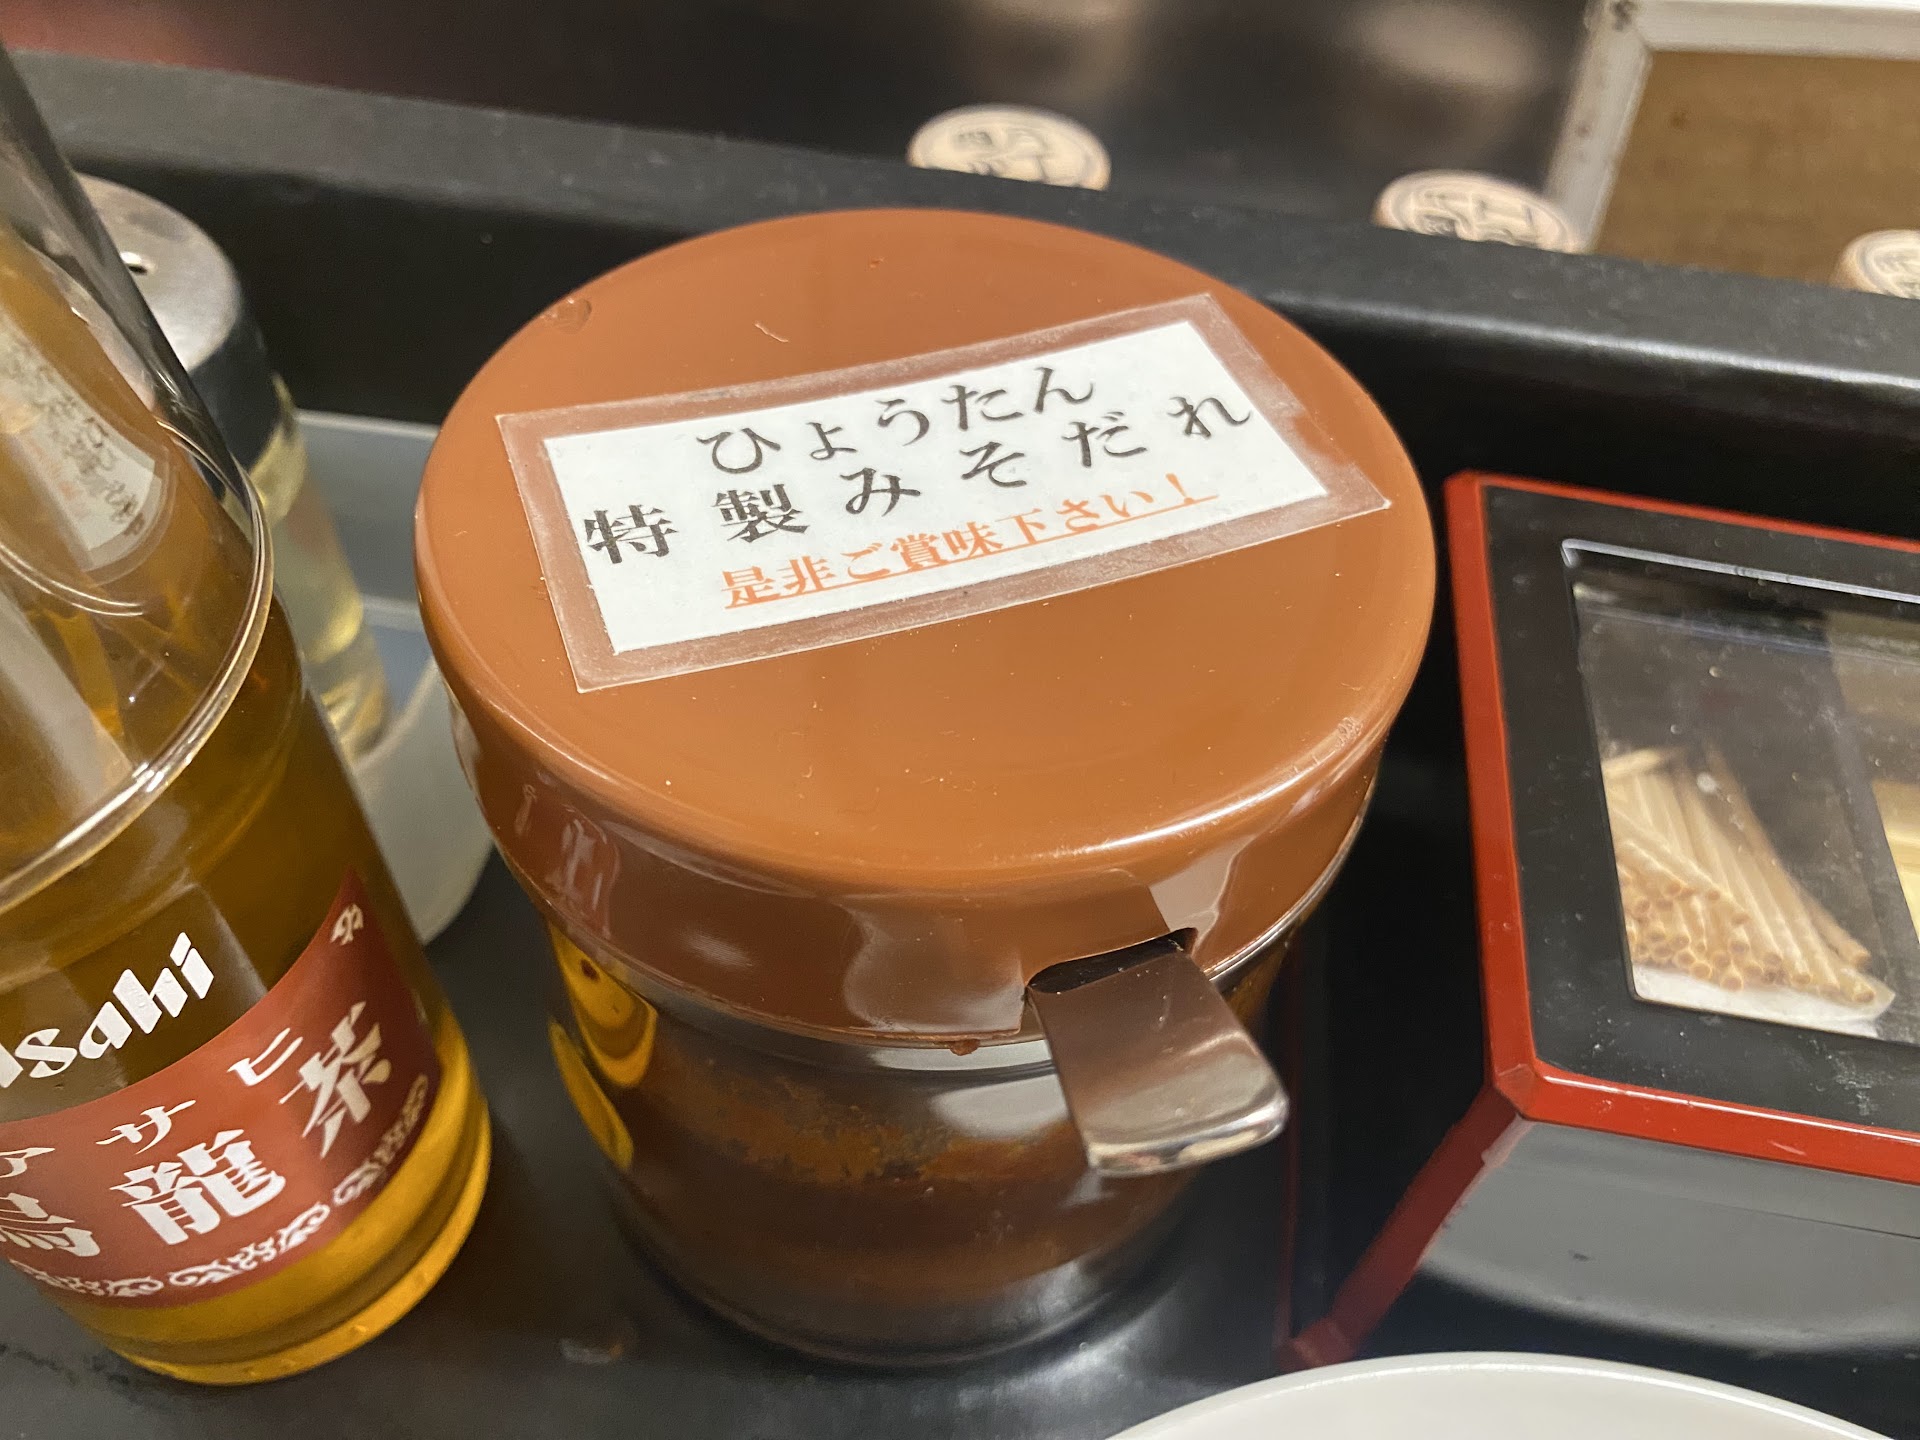 ひょうたん
特製みそだれ
是非ご賞味下さい!
Asahi
アサヒ
烏龍茶